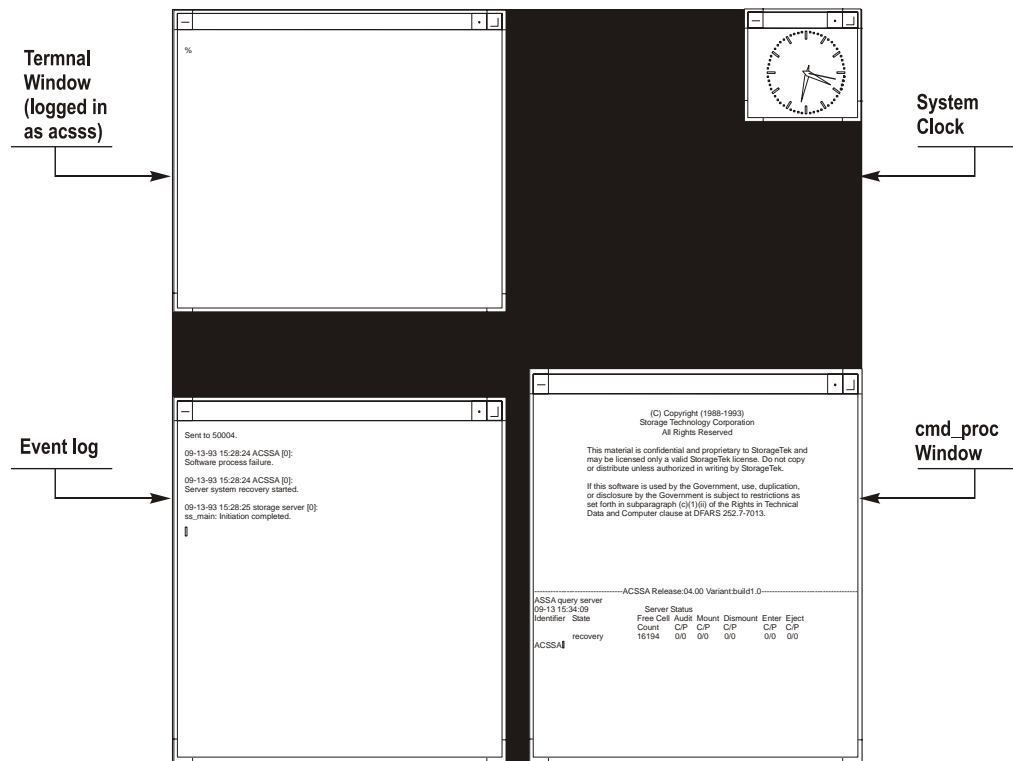 Termnal
Window
(logged in
as acsss)
%
System
Clock
Event log
Sent to 50004.
09-13-93 15:28:24 ACSSA [0]:
Software process failure.
09-13-93 15:28:24 ACSSA [0]:
Server system recovery started.
09-13-93 15:28:25 storage server [0]:
ss_main: Initiation completed.
cmd_proc
Window
(C) Copyright (1988-1993)
Storage Technology Corporation
All Rights Reserved
This material is confidential and proprietary to StorageTek and
may be licensed only a valid StorageTek license. Do not copy
or distribute unless authorized in writing by StorageTek.
If this software is used by the Government, use, duplication,
or disclosure by the Government is subject to restrictions as
set forth in subparagraph (c)(1)(ii) of the Rights in Technical
Data and Computer clause at DFARS 252.7-7013.
------------------------------ACSSA Release:04.00 Variant:build1.0--------------------------------
ASSA query server
09-13 15:34:09 Server Status
Identifier State Free Cell Audit Mount Dismount Enter Eject
Count C/P C/P C/P C/P C/P
recovery 16194 0/0 0/0 0/0 0/0 0/0
ACSSA